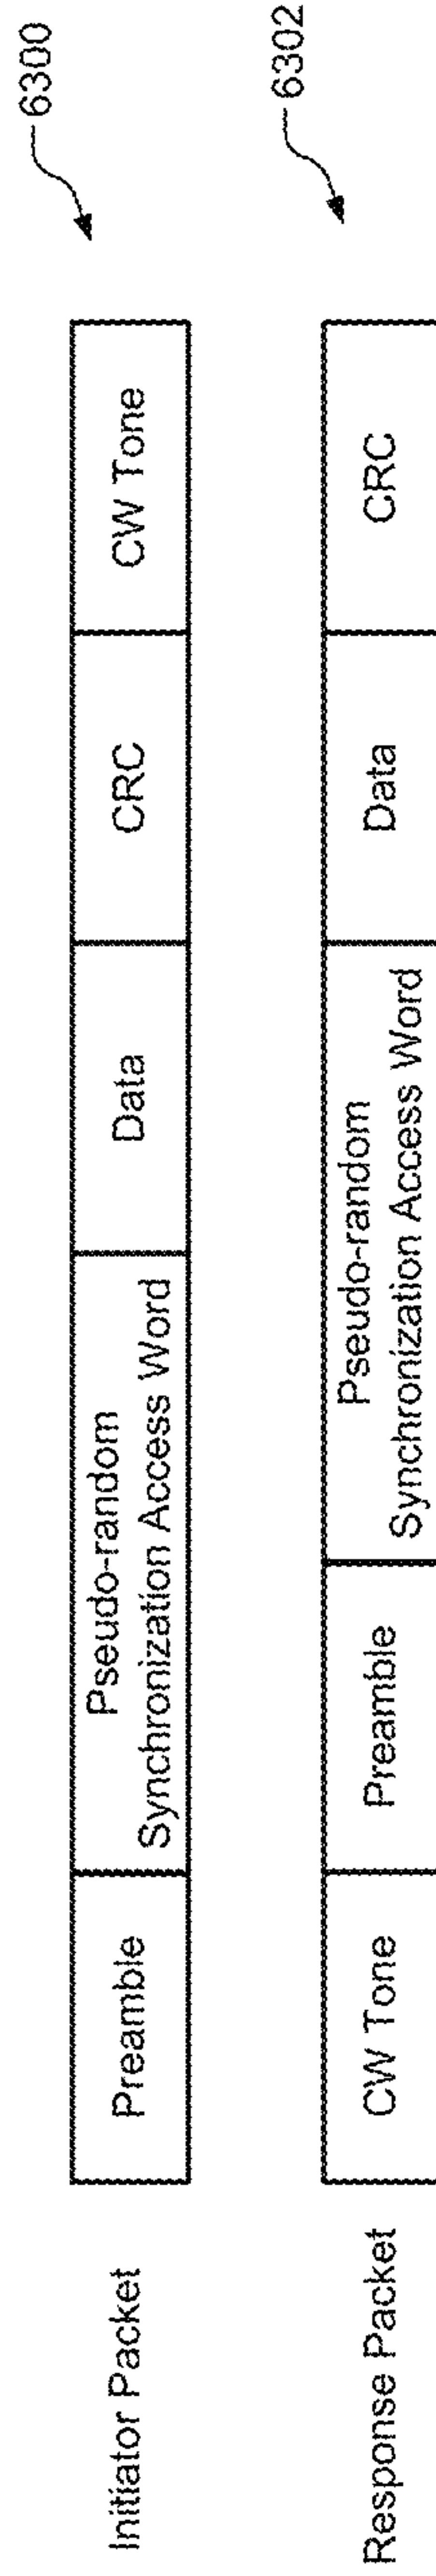 6300
Initiator Packet
Preamble
Pseudo-random
Synchronization Access Word
Data
CRC
CW Tone
6302
Response Packet
CW Tone
Preamble
Pseudo-random
Synchronization Access Word
Data
CRC